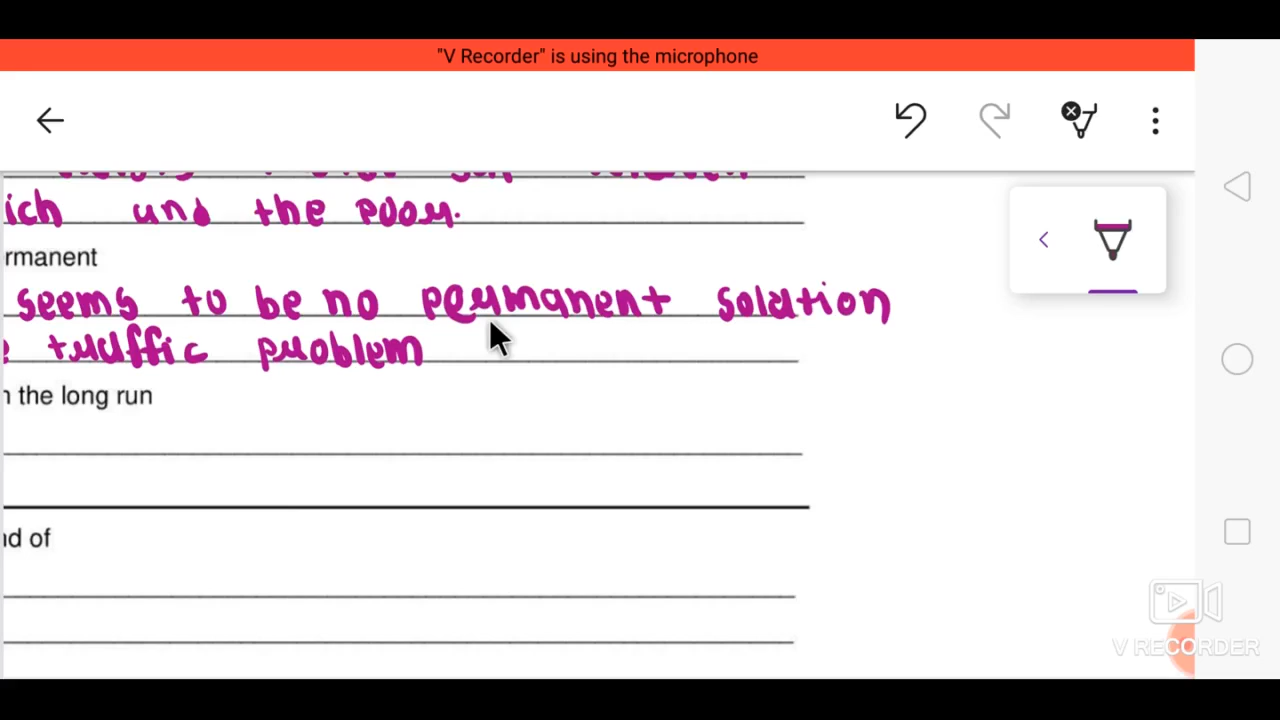 "V Recorder" is using the microphone
ich and the poor.
rmanent
seems to be no permanent solution
e traffic problem
n the long run
nd of
V RECORDER